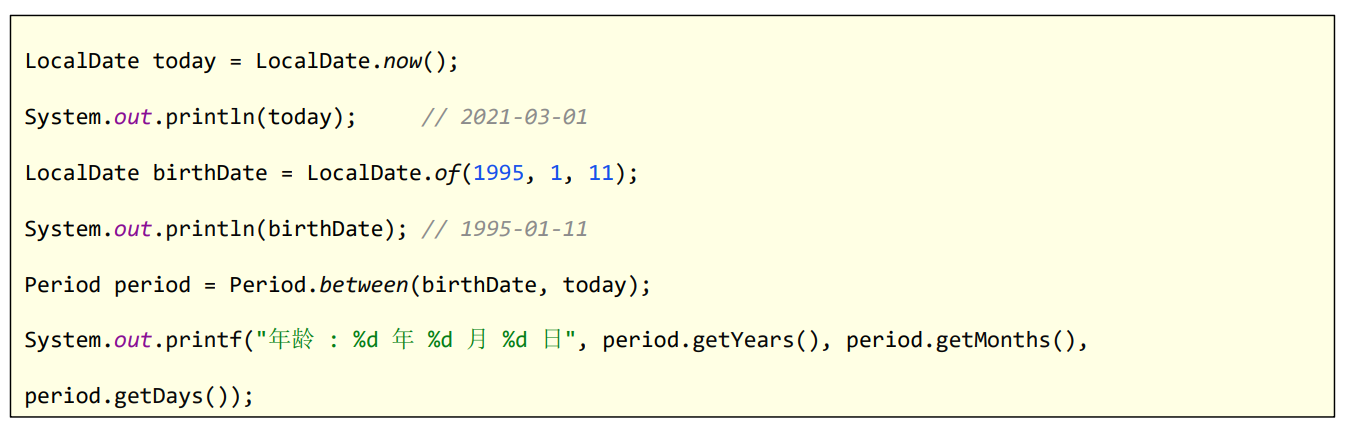 LocalDate today = LocalDate.now();
System.out.println(today);     // 2021-03-01
LocalDate birthDate = LocalDate.of(1995, 1, 11);
System.out.println(birthDate); // 1995-01-11
Period period = Period.between(birthDate, today);
System.out.printf("年龄 : %d 年 %d 月 %d 日", period.getYears(), period.getMonths(),
period.getDays());